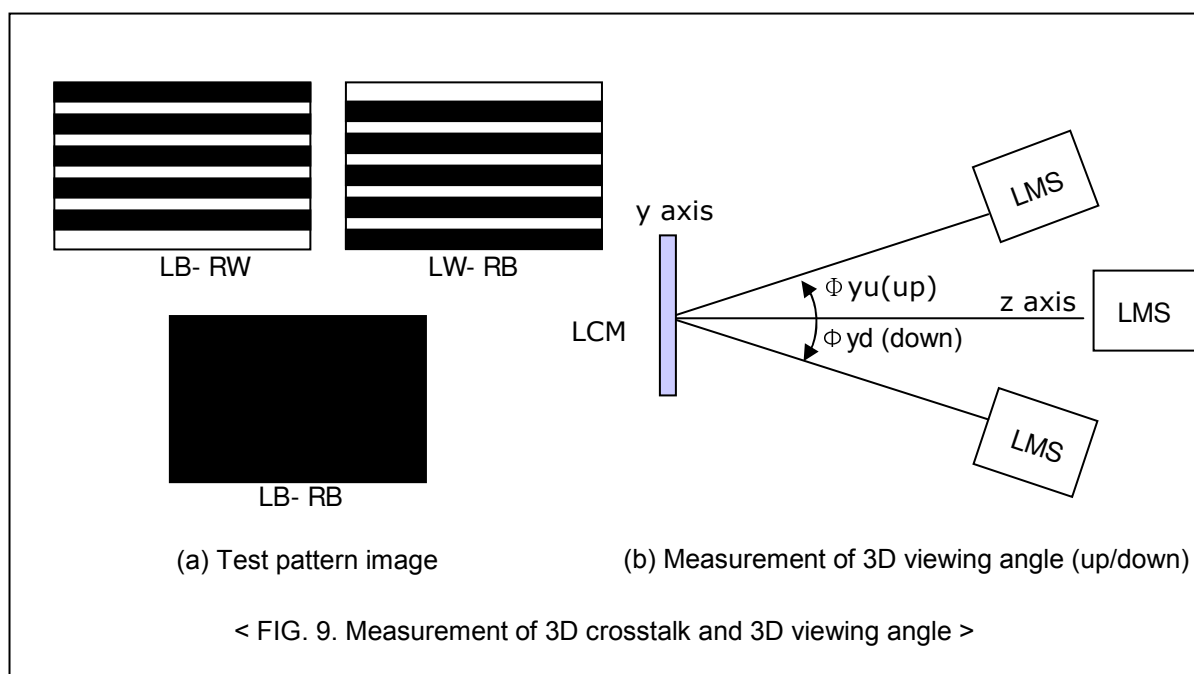 LB- RW
LW- RB
LB- RB
(a) Test pattern image
y axis
LCM
Φ yu(up)
z axis
Φ yd (down)
LMS
LMS
LMS
(b) Measurement of 3D viewing angle (up/down)
< FIG. 9. Measurement of 3D crosstalk and 3D viewing angle >